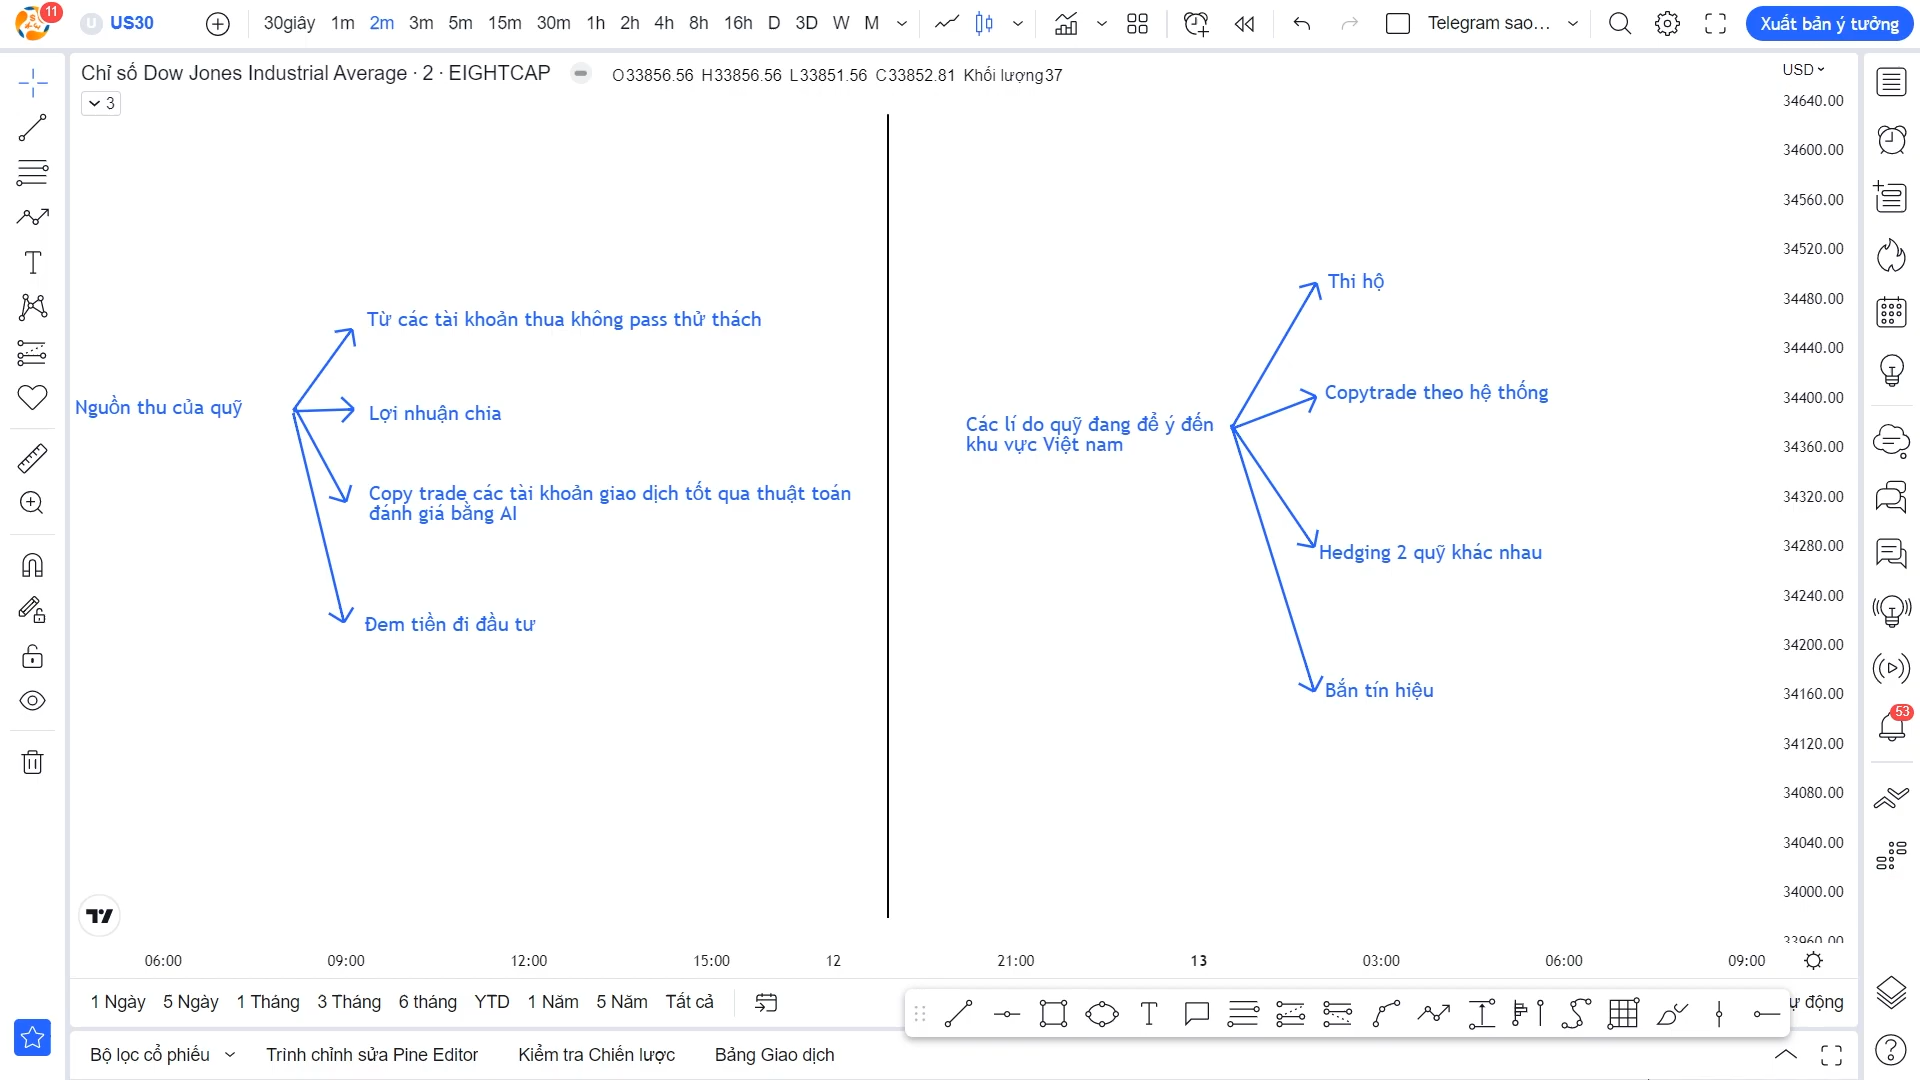 11
U US30
30giây 1m 2m 3m 5m 15m 30m 1h 2h 4h 8h 16h D 3D W M
Telegram sao...
Xuất bản ý tưởng
Chỉ số Dow Jones Industrial Average · 2 · EIGHTCAP
O33856.56 H33856.56 L33851.56 C33852.81 Khối lượng37
3
USD
34640.00
34600.00
34560.00
34520.00
34480.00
34440.00
34400.00
34360.00
34320.00
34280.00
34240.00
34200.00
34160.00
34120.00
34080.00
34040.00
34000.00
33960.00
Nguồn thu của quỹ
Từ các tài khoản thua không pass thử thách
Lợi nhuận chia
Copy trade các tài khoản giao dịch tốt qua thuật toán
đánh giá bằng AI
Đem tiền đi đầu tư
Các lí do quỹ đang để ý đến
khu vực Việt nam
Thi hộ
Copytrade theo hệ thống
Hedging 2 quỹ khác nhau
Bắn tín hiệu
53
06:00 09:00 12:00 15:00 12 21:00 13 03:00 06:00 09:00
1 Ngày 5 Ngày 1 Tháng 3 Tháng 6 tháng YTD 1 Năm 5 Năm Tất cả
động
Bộ lọc cổ phiếu Trình chỉnh sửa Pine Editor Kiểm tra Chiến lược Bảng Giao dịch